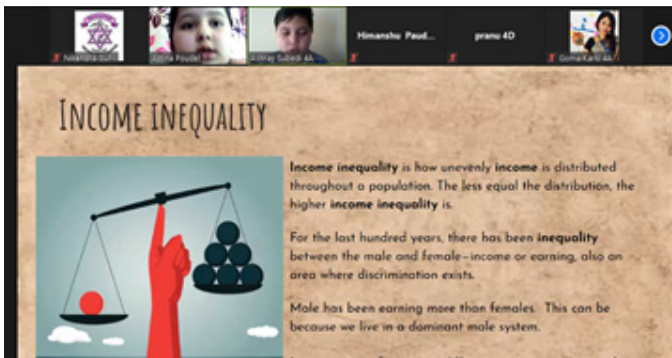 Himanshu Paud...
pranu 4D
Goma Karki 4A
INCOME INEQUALITY
Income inequality is how unevenly income is distributed
throughout a population. The less equal the distribution, the
higher income inequality is.
For the last hundred years, there has been inequality
between the male and female–income or earning, also an
area where discrimination exists.
Male has been earning more than females. This can be
because we live in a dominant male system.